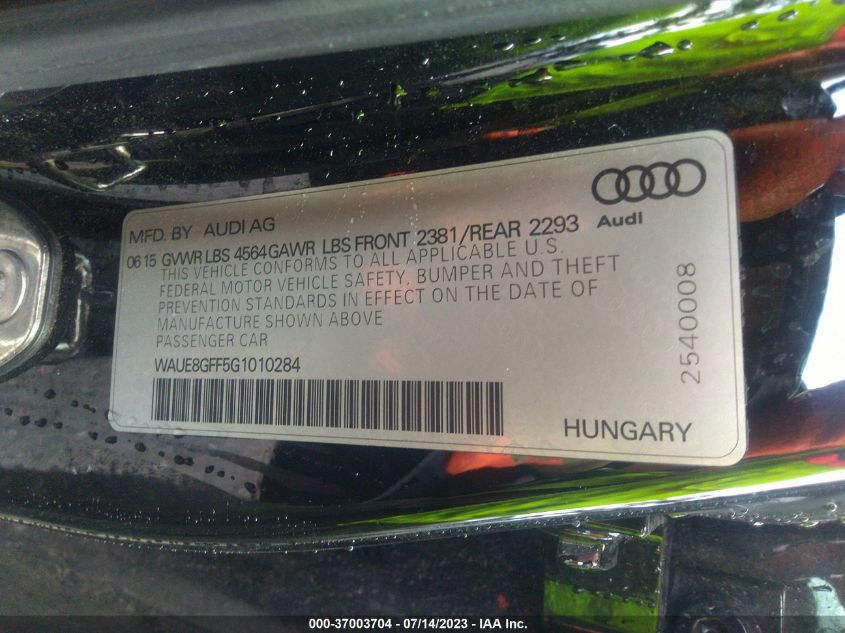 MFD. BY AUDI AG
Audi
06 15 GVWR LBS 4564 GAWR LBS FRONT 2381/REAR 2293
THIS VEHICLE CONFORMS TO ALL APPLICABLE U.S.
FEDERAL MOTOR VEHICLE SAFETY, BUMPER AND THEFT
PREVENTION STANDARDS IN EFFECT ON THE DATE OF
MANUFACTURE SHOWN ABOVE
PASSENGER CAR
WAUE8GFF5G1010284
HUNGARY
2540008
000-37003704 - 07/14/2023 - IAA Inc.